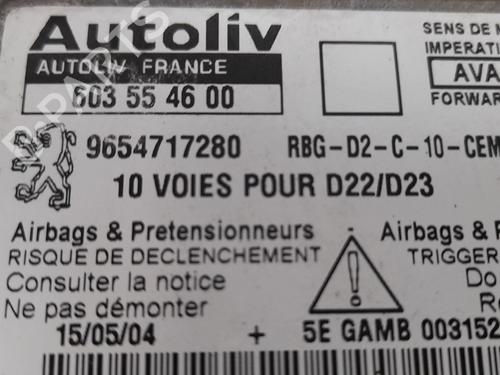 Autoliv
AUTOLIV FRANCE
603 55 46 00
SENS DE
IMPERATI
AVA
FORWAR
9654717280 RBG-D2-C-10-CEM
10 VOIES POUR D22/D23
Airbags & Pretensionneurs
RISQUE DE DECLENCHEMENT
Consulter la notice
Ne pas démonter
Airbags & P
TRIGGER
Do
R
15/05/04 + 5E GAMB 003152